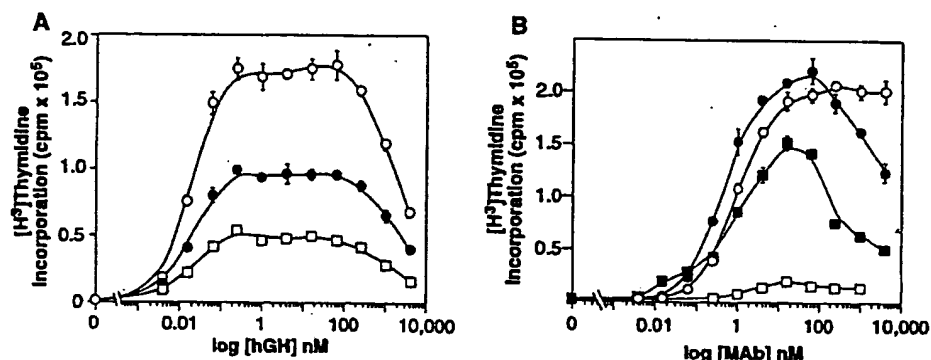 A
[H³]Thymidine
Incorporation (cpm x 10⁵)
2.0
1.5
1.0
0.5
0
0
0.01
1
100
10,000
log [hGH] nM
B
[H³]Thymidine
Incorporation (cpm x 10⁵)
2.0
1.5
1.0
0.5
0
0.01
1
100
10,000
log [MAb] nM